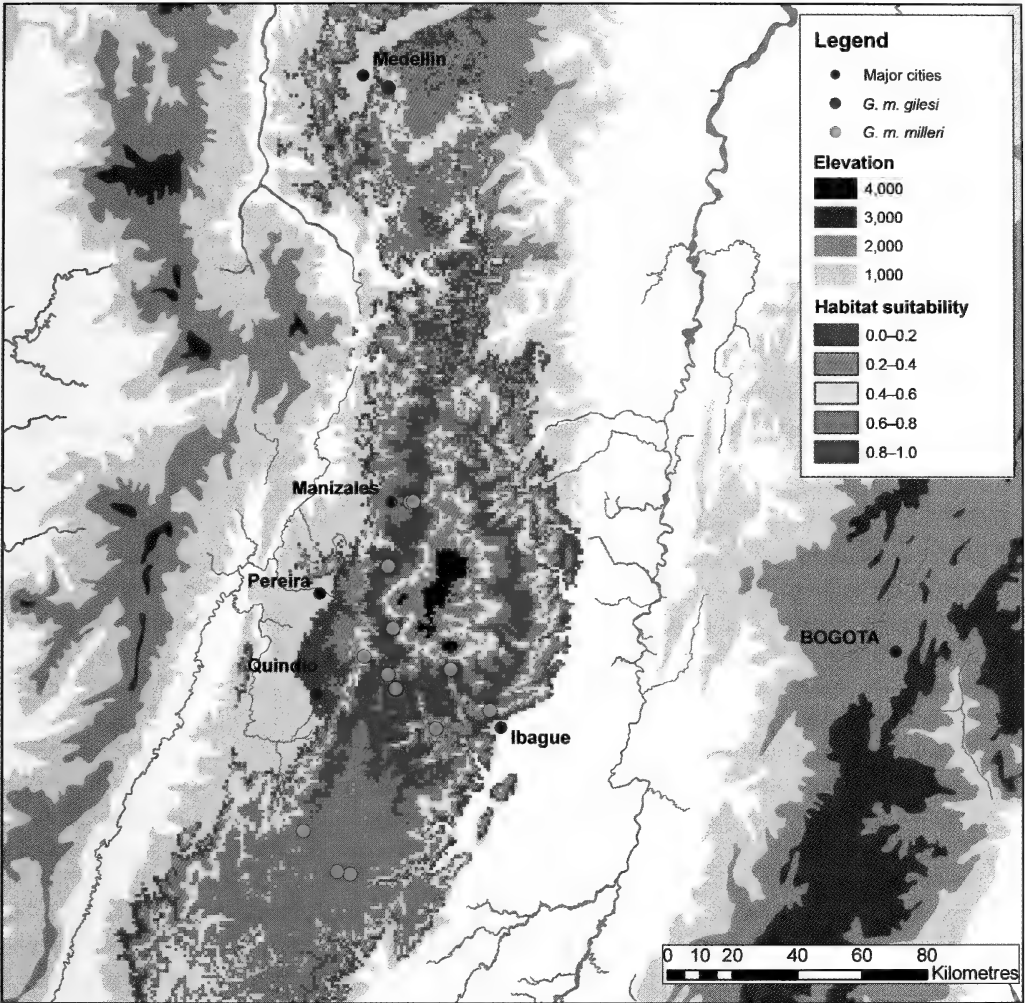 Medellin
Manizales
Pereira
Quindio
Ibague
BOGOTA
Legend
Major cities
G. m. gilesi
G. m. milleri
Elevation
4,000
3,000
2,000
1,000
Habitat suitability
0.0–0.2
0.2–0.4
0.4–0.6
0.6–0.8
0.8–1.0
0 10 20 40 60 80
Kilometres